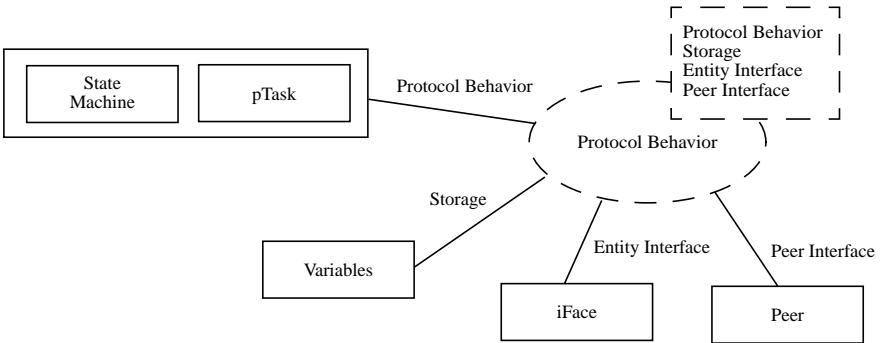 Protocol Behavior
Storage
Entity Interface
Peer Interface
State
Machine
pTask
Protocol Behavior
Protocol Behavior
Storage
Entity Interface
Peer Interface
Variables
iFace
Peer